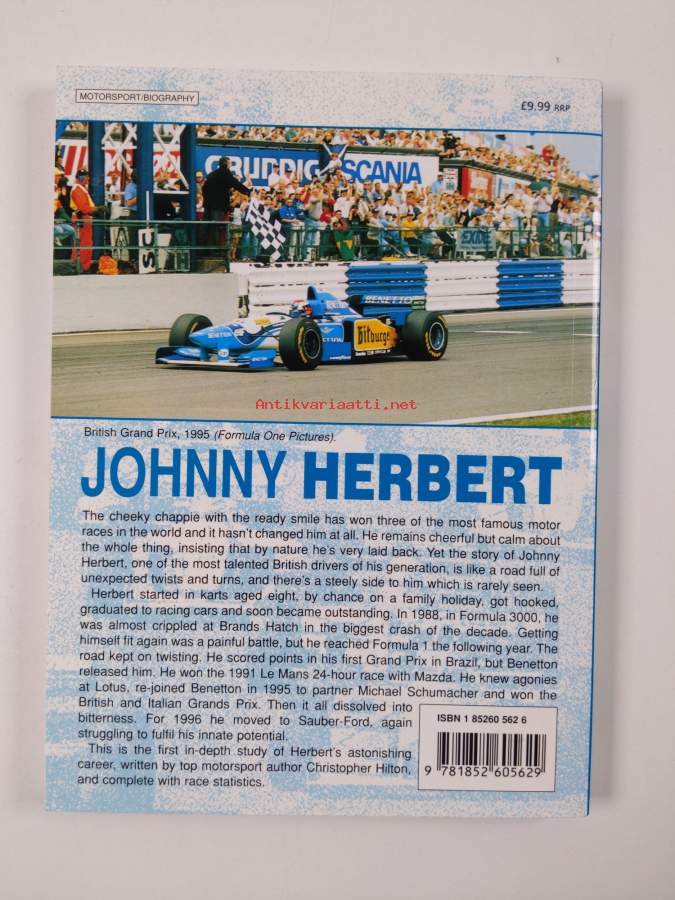 MOTORSPORT/BIOGRAPHY
£9.99 RRP
GRUNDIG SCANIA
SC
EXIDE
BENETTON
bitburger
Antikvariaatti.net
British Grand Prix, 1995 (Formula One Pictures).
JOHNNY HERBERT
The cheeky chappie with the ready smile has won three of the most famous motor
races in the world and it hasn't changed him at all. He remains cheerful but calm about
the whole thing, insisting that by nature he's very laid back. Yet the story of Johnny
Herbert, one of the most talented British drivers of his generation, is like a road full of
unexpected twists and turns, and there's a steely side to him which is rarely seen.
Herbert started in karts aged eight, by chance on a family holiday, got hooked,
graduated to racing cars and soon became outstanding. In 1988, in Formula 3000, he
was almost crippled at Brands Hatch in the biggest crash of the decade. Getting
himself fit again was a painful battle, but he reached Formula 1 the following year. The
road kept on twisting. He scored points in his first Grand Prix in Brazil, but Benetton
released him. He won the 1991 Le Mans 24-hour race with Mazda. He knew agonies
at Lotus, re-joined Benetton in 1995 to partner Michael Schumacher and won the
British and Italian Grands Prix. Then it all dissolved into
bitterness. For 1996 he moved to Sauber-Ford, again
struggling to fulfil his innate potential.
This is the first in-depth study of Herbert's astonishing
career, written by top motorsport author Christopher Hilton,
and complete with race statistics.
ISBN 1 85260 562 6
9 781852 605629